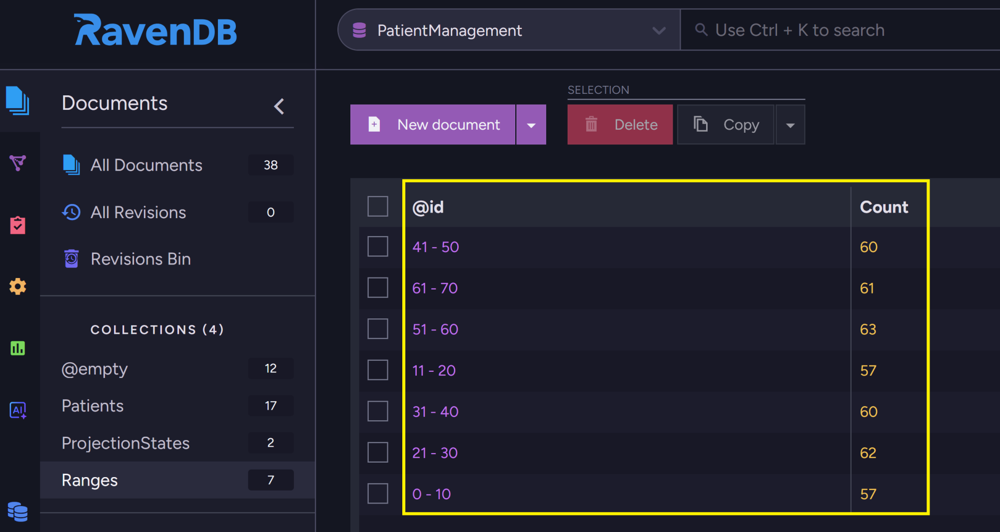 RavenDB
PatientManagement
Use Ctrl + K to search
Documents
All Documents 38
All Revisions 0
Revisions Bin
COLLECTIONS (4)
@empty 12
Patients 17
ProjectionStates 2
Ranges 7
AI
SELECTION
New document
Delete
Copy
@id Count
41 - 50 60
61 - 70 61
51 - 60 63
11 - 20 57
31 - 40 60
21 - 30 62
0 - 10 57